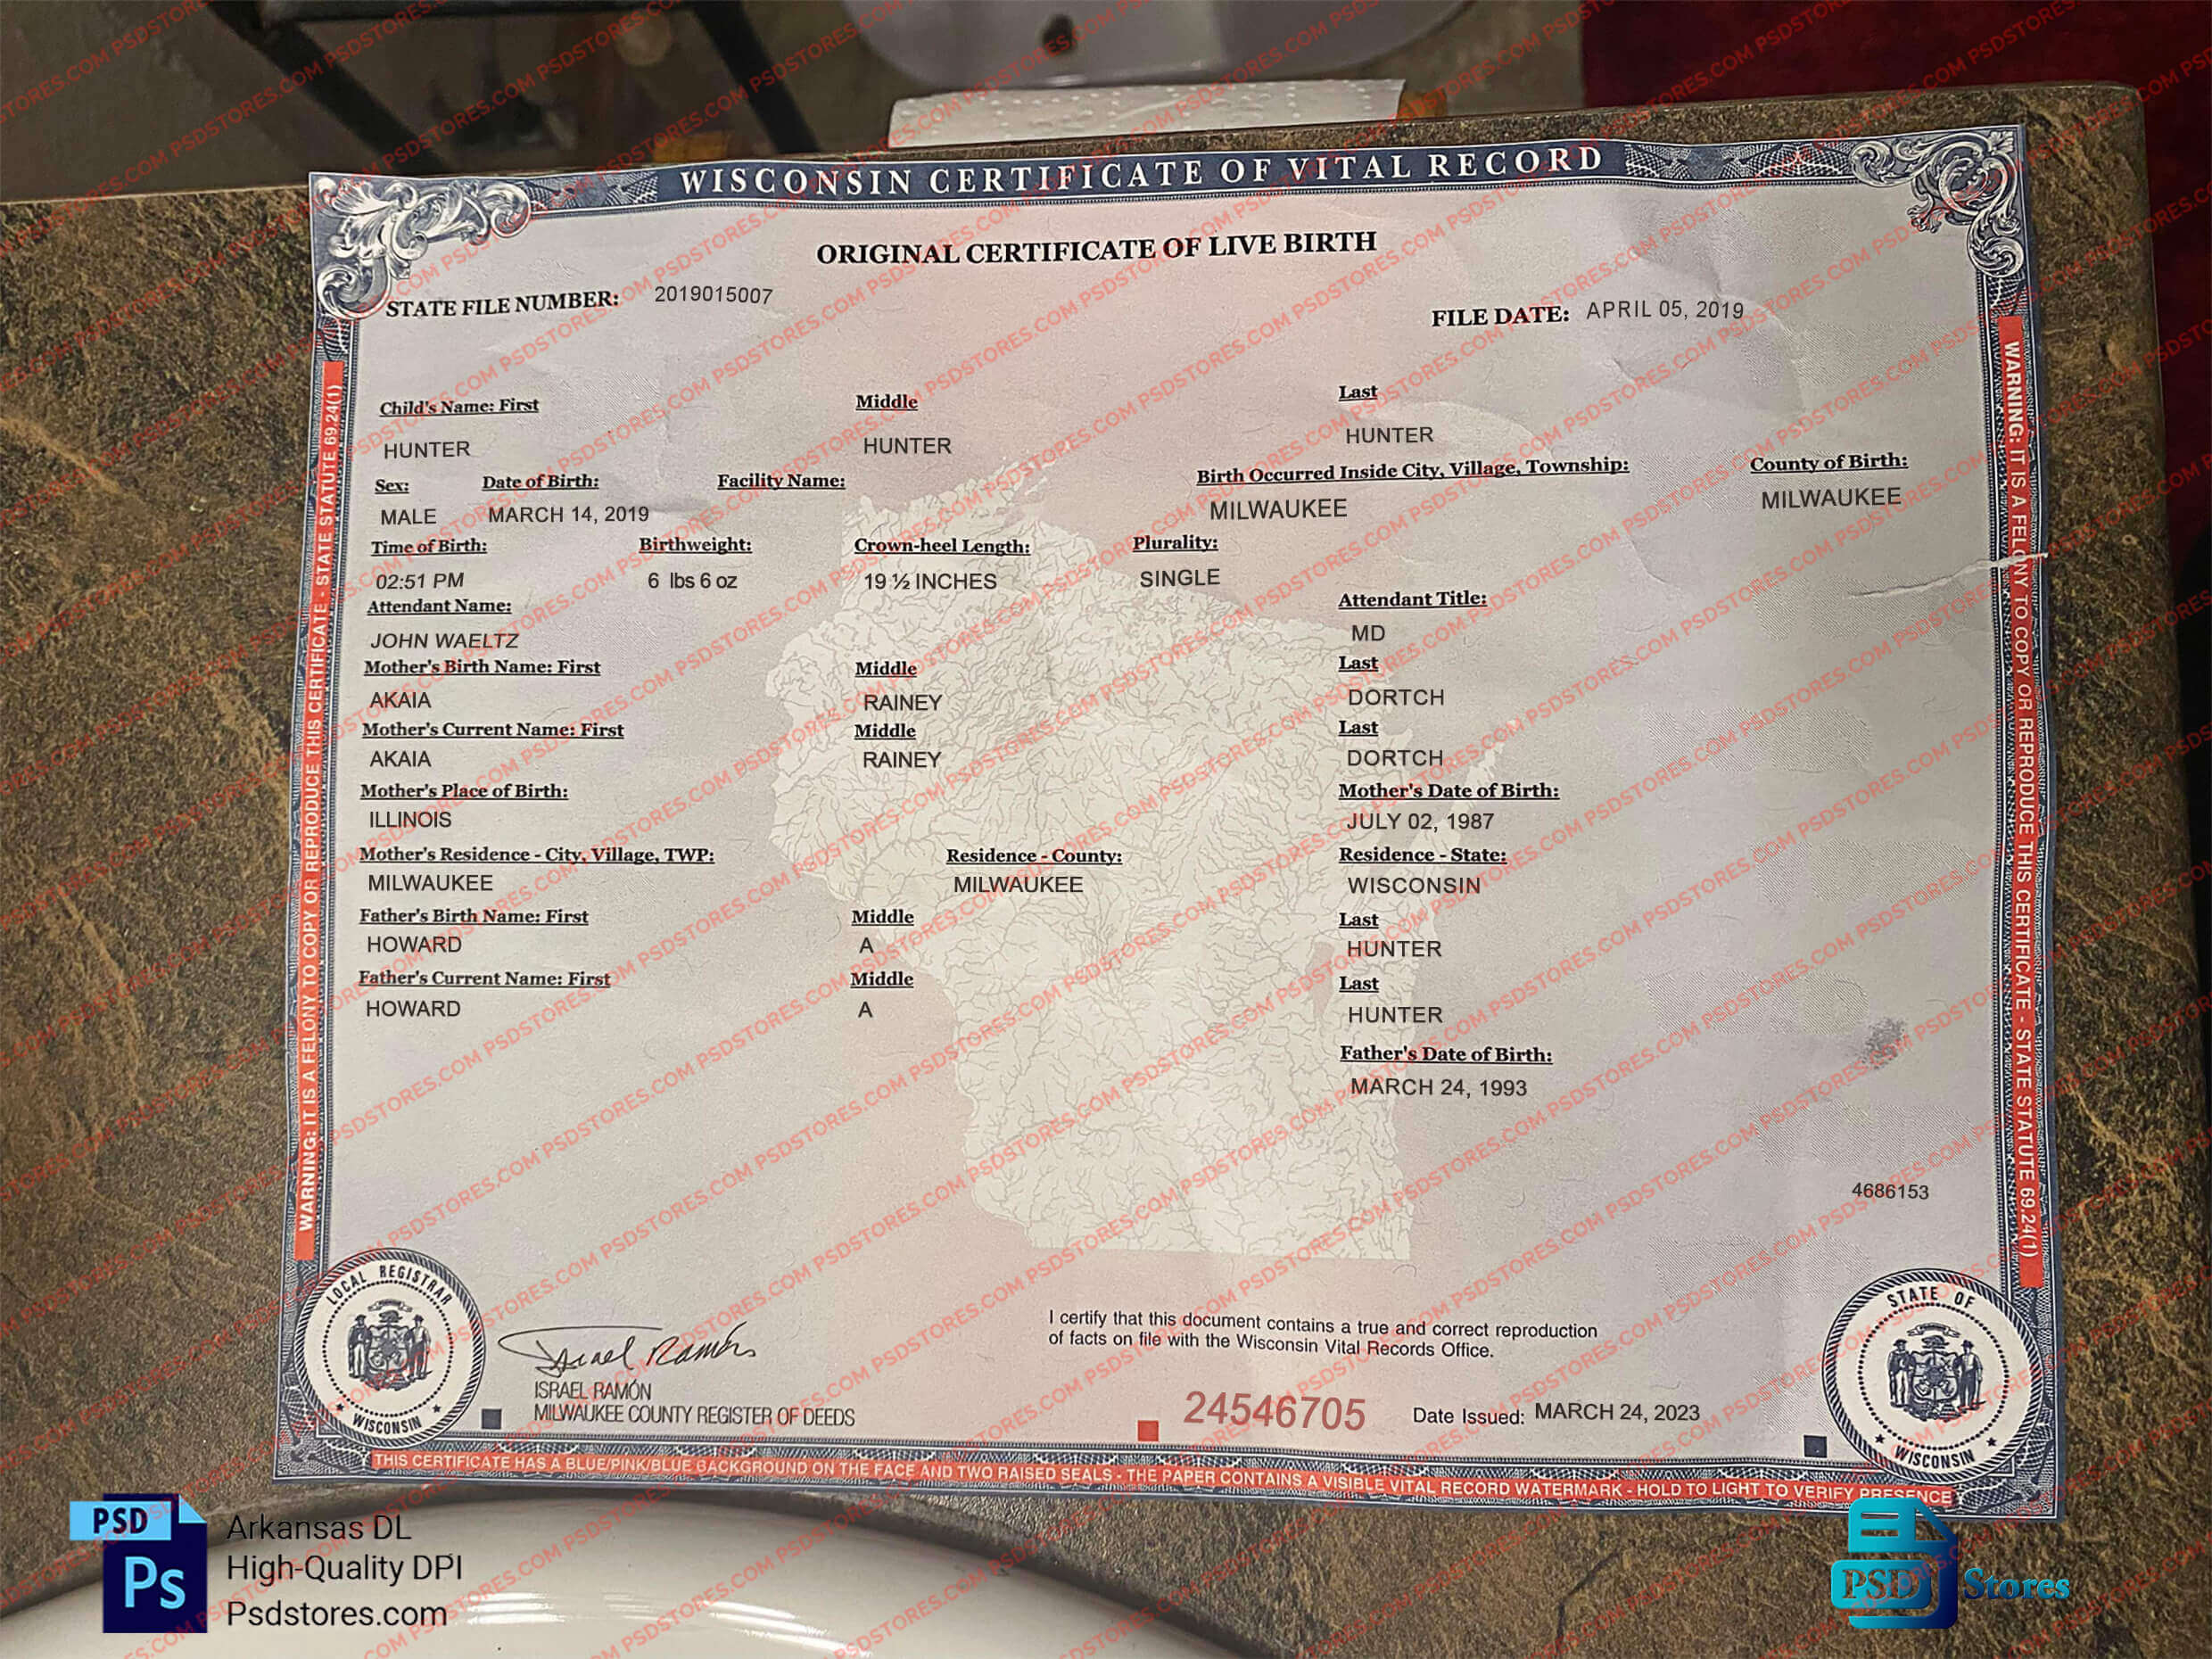 WISCONSIN CERTIFICATE OF VITAL RECORD
ORIGINAL CERTIFICATE OF LIVE BIRTH
STATE FILE NUMBER: 2019015007
FILE DATE: APRIL 05, 2019
Child's Name: First Middle Last
HUNTER HUNTER HUNTER
Sex: Date of Birth: Facility Name: Birth Occurred Inside City, Village, Township: County of Birth:
MALE MARCH 14, 2019 MILWAUKEE MILWAUKEE
Time of Birth: Birthweight: Crown-heel Length: Plurality:
02:51 PM 6 lbs 6 oz 19 ½ INCHES SINGLE
Attendant Name: Attendant Title:
JOHN WAELTZ MD
Mother's Birth Name: First Middle Last
AKAIA RAINEY DORTCH
Mother's Current Name: First Middle Last
AKAIA RAINEY DORTCH
Mother's Place of Birth: Mother's Date of Birth:
ILLINOIS JULY 02, 1987
Mother's Residence - City, Village, TWP: Residence - County: Residence - State:
MILWAUKEE MILWAUKEE WISCONSIN
Father's Birth Name: First Middle Last
HOWARD A HUNTER
Father's Current Name: First Middle Last
HOWARD A HUNTER
Father's Date of Birth:
MARCH 24, 1993
4686153
WARNING: IT IS A FELONY TO COPY OR REPRODUCE THIS CERTIFICATE - STATE STATUTE 69.24(1)
WARNING: IT IS A FELONY TO COPY OR REPRODUCE THIS CERTIFICATE - STATE STATUTE 69.24(1)
LOCAL REGISTRAR
WISCONSIN
Israel Ramón
ISRAEL RAMÓN
MILWAUKEE COUNTY REGISTER OF DEEDS
I certify that this document contains a true and correct reproduction
of facts on file with the Wisconsin Vital Records Office.
24546705
Date Issued: MARCH 24, 2023
STATE OF
WISCONSIN
THIS CERTIFICATE HAS A BLUE/PINK/BLUE BACKGROUND ON THE FACE AND TWO RAISED SEALS - THE PAPER CONTAINS A VISIBLE VITAL RECORD WATERMARK - HOLD TO LIGHT TO VERIFY PRESENCE
PSD
Ps
Arkansas DL
High-Quality DPI
Psdstores.com
PSD Stores
PSDSTORES.COM